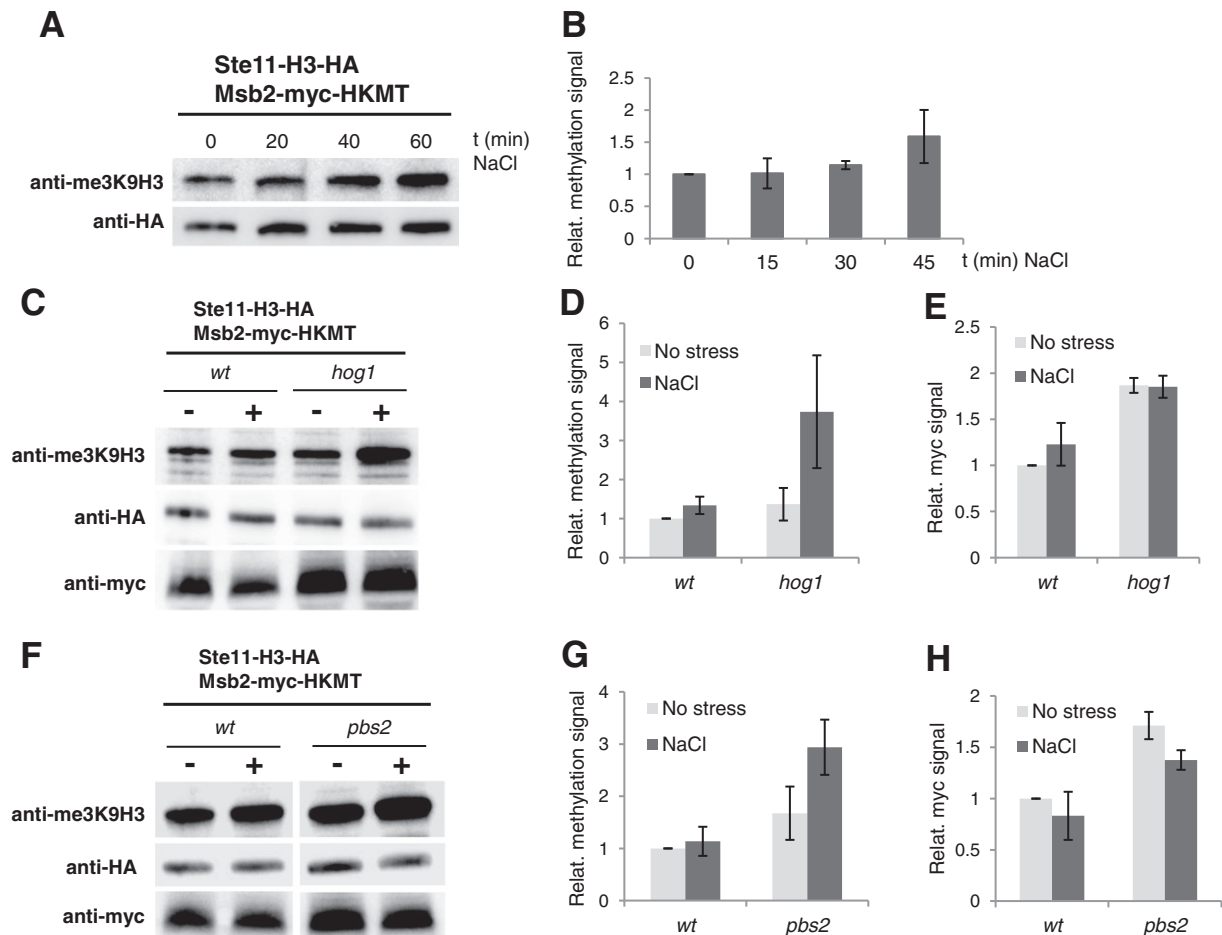 A
Ste11-H3-HA
Msb2-myc-HKMT
0 20 40 60 t (min)
NaCl
anti-me3K9H3
anti-HA
B
Relat. methylation signal
2.5
2
1.5
1
0.5
0
0 15 30 45 t (min) NaCl
C
Ste11-H3-HA
Msb2-myc-HKMT
wt hog1
- + - +
anti-me3K9H3
anti-HA
anti-myc
D
Relat. methylation signal
6
5
4
3
2
1
0
No stress
NaCl
wt hog1
E
Relat. myc signal
2.5
2
1.5
1
0.5
0
No stress
NaCl
wt hog1
F
Ste11-H3-HA
Msb2-myc-HKMT
wt pbs2
- + - +
anti-me3K9H3
anti-HA
anti-myc
G
Relat. methylation signal
4
3
2
1
0
No stress
NaCl
wt pbs2
H
Relat. myc signal
2
1.5
1
0.5
0
No stress
NaCl
wt pbs2